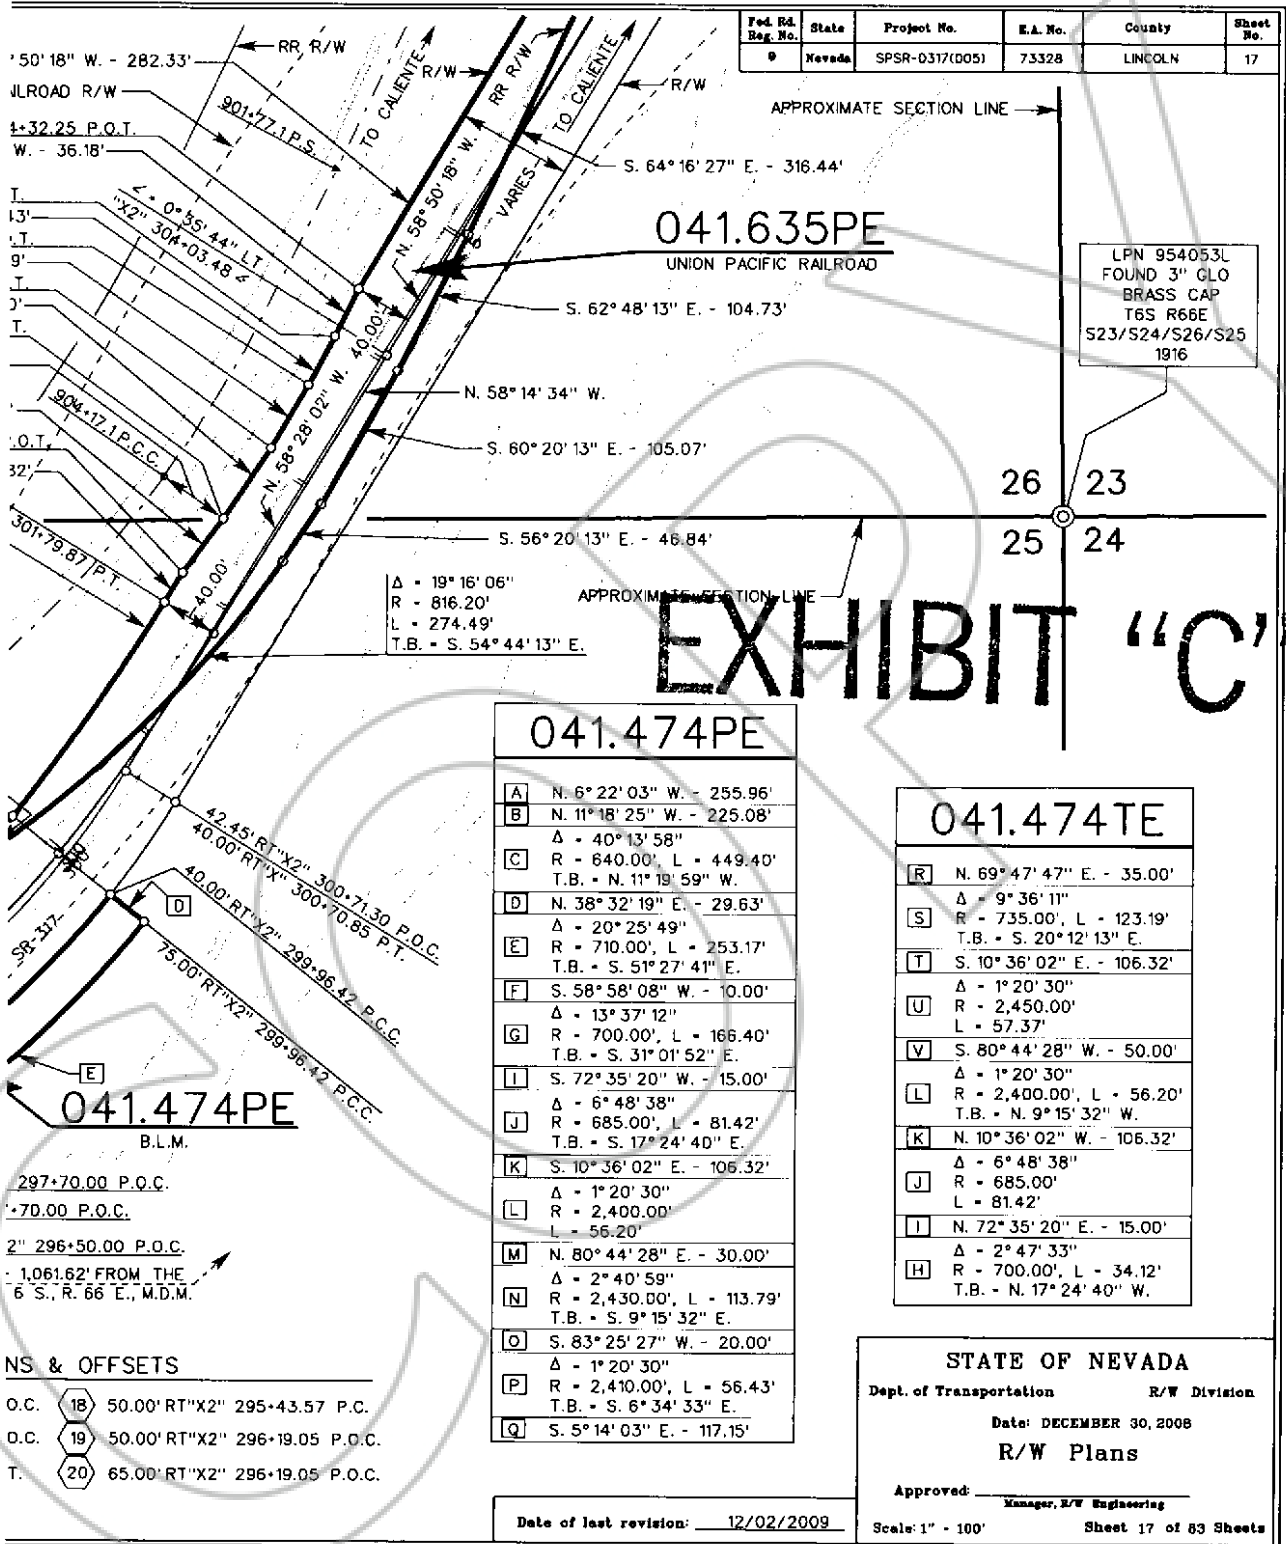 Fed. Rd. Reg. No. State Project No. E.A. No. County Sheet No.
9 Nevada SPSR-0317(005) 73328 LINCOLN 17
RR R/W
' 50' 18" W. - 282.33'
ILROAD R/W
4+32.25 P.O.T.
W. - 36.18'
901+77.1 P.S.
TO CALIENTE
R/W
RR R/W
TO CALIENTE
R/W
APPROXIMATE SECTION LINE
S. 64° 16' 27" E. - 316.44'
VARIES
N. 58° 50' 18" W.
∠ - 0° 35' 44" LT
"X2" 304+03.48 ∠
T.
13'
.T.
9'
T.
0'
T.
041.635PE
UNION PACIFIC RAILROAD
LPN 954053L
FOUND 3" GLO
BRASS CAP
T6S R66E
S23/S24/S26/S25
1916
S. 62° 48' 13" E. - 104.73'
40.00'
N. 58° 14' 34" W.
N. 58° 28' 02" W.
904+17.1 P.C.C.
.O.T.
32'
S. 60° 20' 13" E. - 105.07'
26 23
25 24
301+79.87 P.T.
40.00'
S. 56° 20' 13" E. - 46.84'
APPROXIMATE SECTION LINE
Δ - 19° 16' 06"
R - 816.20'
L - 274.49'
T.B. - S. 54° 44' 13" E.
EXHIBIT “C’
42.45' RT "X2" 300+71.30 P.O.C.
40.00' RT "X" 300+70.85 P.T.
40.00' RT "X2" 299+96.42 P.C.C.
D
75.00' RT "X2" 299+96.42 P.C.C.
SR-317
E
041.474PE
B.L.M.
297+70.00 P.O.C.
+70.00 P.O.C.
2" 296+50.00 P.O.C.
- 1,061.62' FROM THE
6 S., R. 66 E., M.D.M.
NS & OFFSETS
O.C. 18 50.00' RT "X2" 295+43.57 P.C.
O.C. 19 50.00' RT "X2" 296+19.05 P.O.C.
T. 20 65.00' RT "X2" 296+19.05 P.O.C.
041.474PE
A N. 6° 22' 03" W. - 255.96'
B N. 11° 18' 25" W. - 225.08'
Δ - 40° 13' 58"
C R - 640.00', L - 449.40'
T.B. - N. 11° 19' 59" W.
D N. 38° 32' 19" E. - 29.63'
Δ - 20° 25' 49"
E R - 710.00', L - 253.17'
T.B. - S. 51° 27' 41" E.
F S. 58° 58' 08" W. - 10.00'
Δ - 13° 37' 12"
G R - 700.00', L - 166.40'
T.B. - S. 31° 01' 52" E.
I S. 72° 35' 20" W. - 15.00'
Δ - 6° 48' 38"
J R - 685.00', L - 81.42'
T.B. - S. 17° 24' 40" E.
K S. 10° 36' 02" E. - 106.32'
Δ - 1° 20' 30"
L R - 2,400.00'
L - 56.20'
M N. 80° 44' 28" E. - 30.00'
Δ - 2° 40' 59"
N R - 2,430.00', L - 113.79'
T.B. - S. 9° 15' 32" E.
O S. 83° 25' 27" W. - 20.00'
Δ - 1° 20' 30"
P R - 2,410.00', L - 56.43'
T.B. - S. 6° 34' 33" E.
Q S. 5° 14' 03" E. - 117.15'
041.474TE
R N. 69° 47' 47" E. - 35.00'
Δ - 9° 36' 11"
S R - 735.00', L - 123.19'
T.B. - S. 20° 12' 13" E.
T S. 10° 36' 02" E. - 106.32'
Δ - 1° 20' 30"
U R - 2,450.00'
L - 57.37'
V S. 80° 44' 28" W. - 50.00'
Δ - 1° 20' 30"
L R - 2,400.00', L - 56.20'
T.B. - N. 9° 15' 32" W.
K N. 10° 36' 02" W. - 106.32'
Δ - 6° 48' 38"
J R - 685.00'
L - 81.42'
I N. 72° 35' 20" E. - 15.00'
Δ - 2° 47' 33"
H R - 700.00', L - 34.12'
T.B. - N. 17° 24' 40" W.
STATE OF NEVADA
Dept. of Transportation R/W Division
Date: DECEMBER 30, 2008
R/W Plans
Approved:
Manager, R/W Engineering
Scale: 1" - 100' Sheet 17 of 83 Sheets
Date of last revision: 12/02/2009